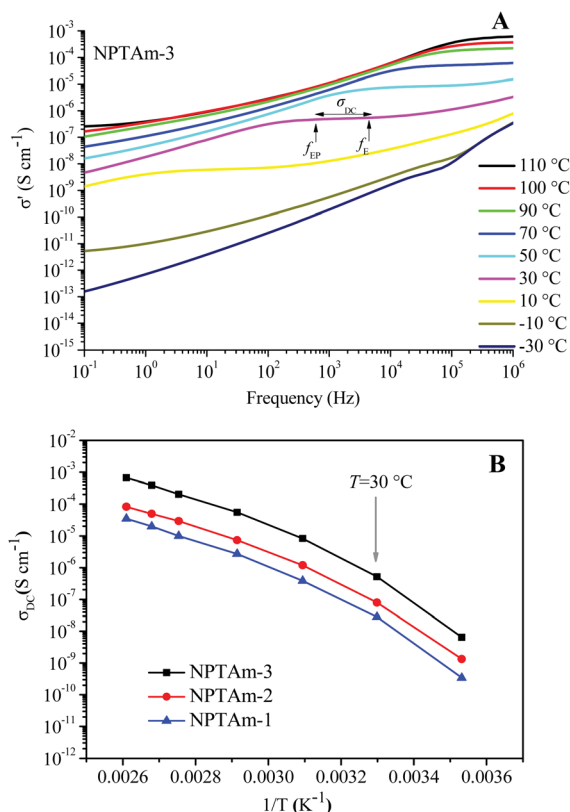 A
NPTAm-3
10⁻³
10⁻⁴
10⁻⁵
10⁻⁶
10⁻⁷
10⁻⁸
10⁻⁹
10⁻¹⁰
10⁻¹¹
10⁻¹²
10⁻¹³
10⁻¹⁴
10⁻¹⁵
σ' (S cm⁻¹)
σDC
fEP
fE
110 °C
100 °C
90 °C
70 °C
50 °C
30 °C
10 °C
-10 °C
-30 °C
10⁻¹ 10⁰ 10¹ 10² 10³ 10⁴ 10⁵ 10⁶
Frequency (Hz)
B
T=30 °C
10⁻²
10⁻³
10⁻⁴
10⁻⁵
10⁻⁶
10⁻⁷
10⁻⁸
10⁻⁹
10⁻¹⁰
10⁻¹¹
10⁻¹²
σDC(S cm⁻¹)
NPTAm-3
NPTAm-2
NPTAm-1
0.0026 0.0028 0.0030 0.0032 0.0034 0.0036
1/T (K⁻¹)